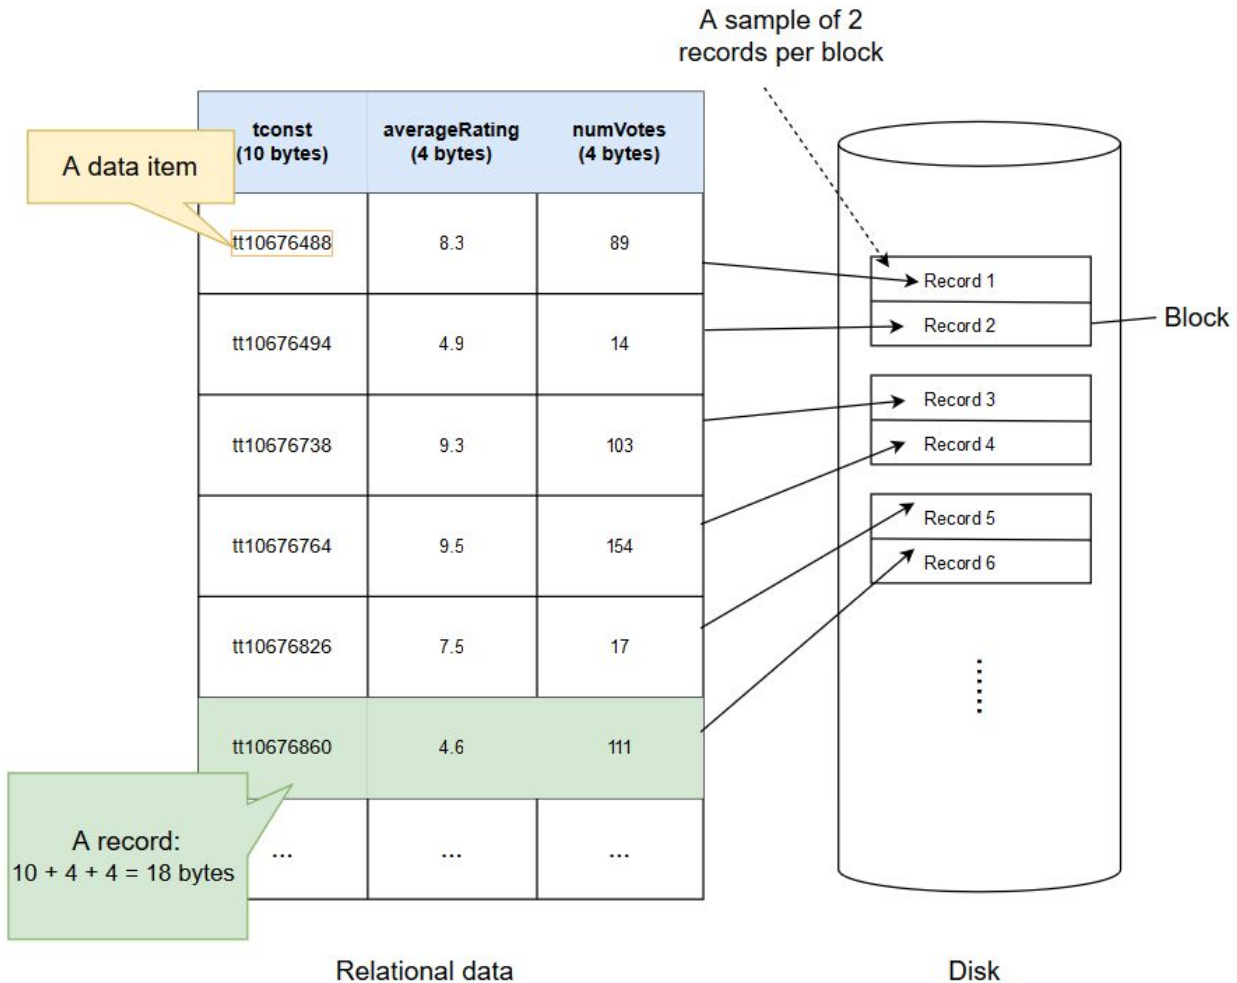 A sample of 2
records per block
tconst
(10 bytes)
averageRating
(4 bytes)
numVotes
(4 bytes)
A data item
tt10676488
8.3
89
tt10676494
4.9
14
tt10676738
9.3
103
tt10676764
9.5
154
tt10676826
7.5
17
tt10676860
4.6
111
A record:
10 + 4 + 4 = 18 bytes
...
...
...
Relational data
Record 1
Record 2
Block
Record 3
Record 4
Record 5
Record 6
......
Disk